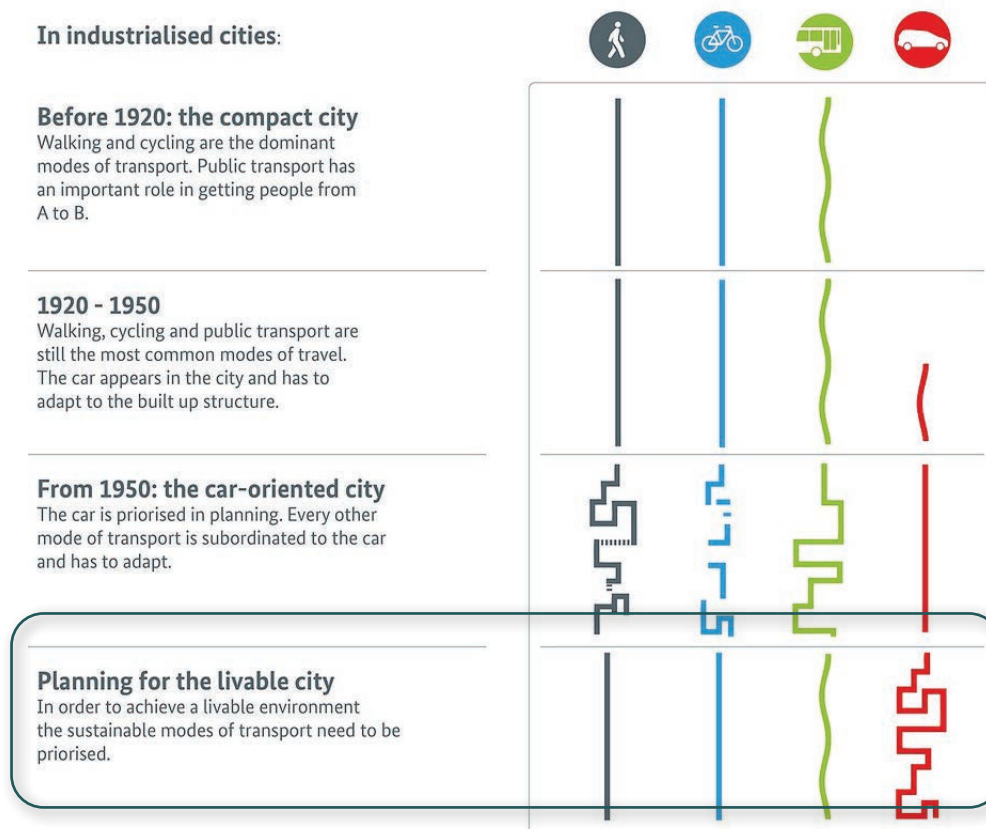 In industrialised cities:
Before 1920: the compact city
Walking and cycling are the dominant
modes of transport. Public transport has
an important role in getting people from
A to B.
1920 - 1950
Walking, cycling and public transport are
still the most common modes of travel.
The car appears in the city and has to
adapt to the built up structure.
From 1950: the car-oriented city
The car is priorised in planning. Every other
mode of transport is subordinated to the car
and has to adapt.
Planning for the livable city
In order to achieve a livable environment
the sustainable modes of transport need to be
priorised.